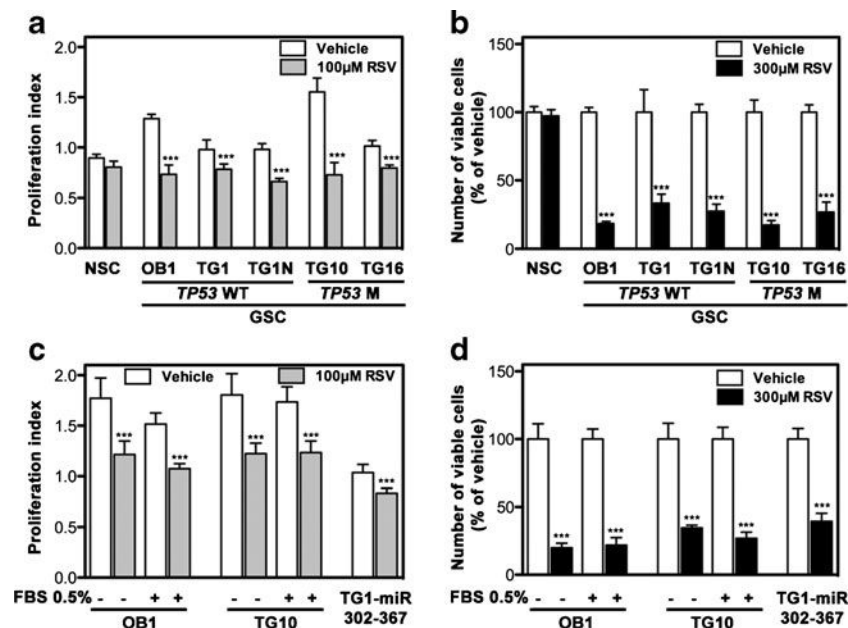 a
Proliferation index
2.0
1.5
1.0
0.5
0.0
Vehicle
100µM RSV
***
***
***
***
***
NSC OB1 TG1 TG1N TG10 TG16
TP53 WT TP53 M
GSC
b
Number of viable cells
(% of vehicle)
150
100
50
0
Vehicle
300µM RSV
***
***
***
***
***
NSC OB1 TG1 TG1N TG10 TG16
TP53 WT TP53 M
GSC
c
Proliferation index
2.0
1.5
1.0
0.5
0.0
Vehicle 100µM RSV
***
***
***
***
***
FBS 0.5% - - + + - - + + TG1-miR
OB1 TG10 302-367
d
Number of viable cells
(% of vehicle)
150
100
50
0
Vehicle
300µM RSV
***
***
***
***
***
FBS 0.5% - - + + - - + + TG1-miR
OB1 TG10 302-367